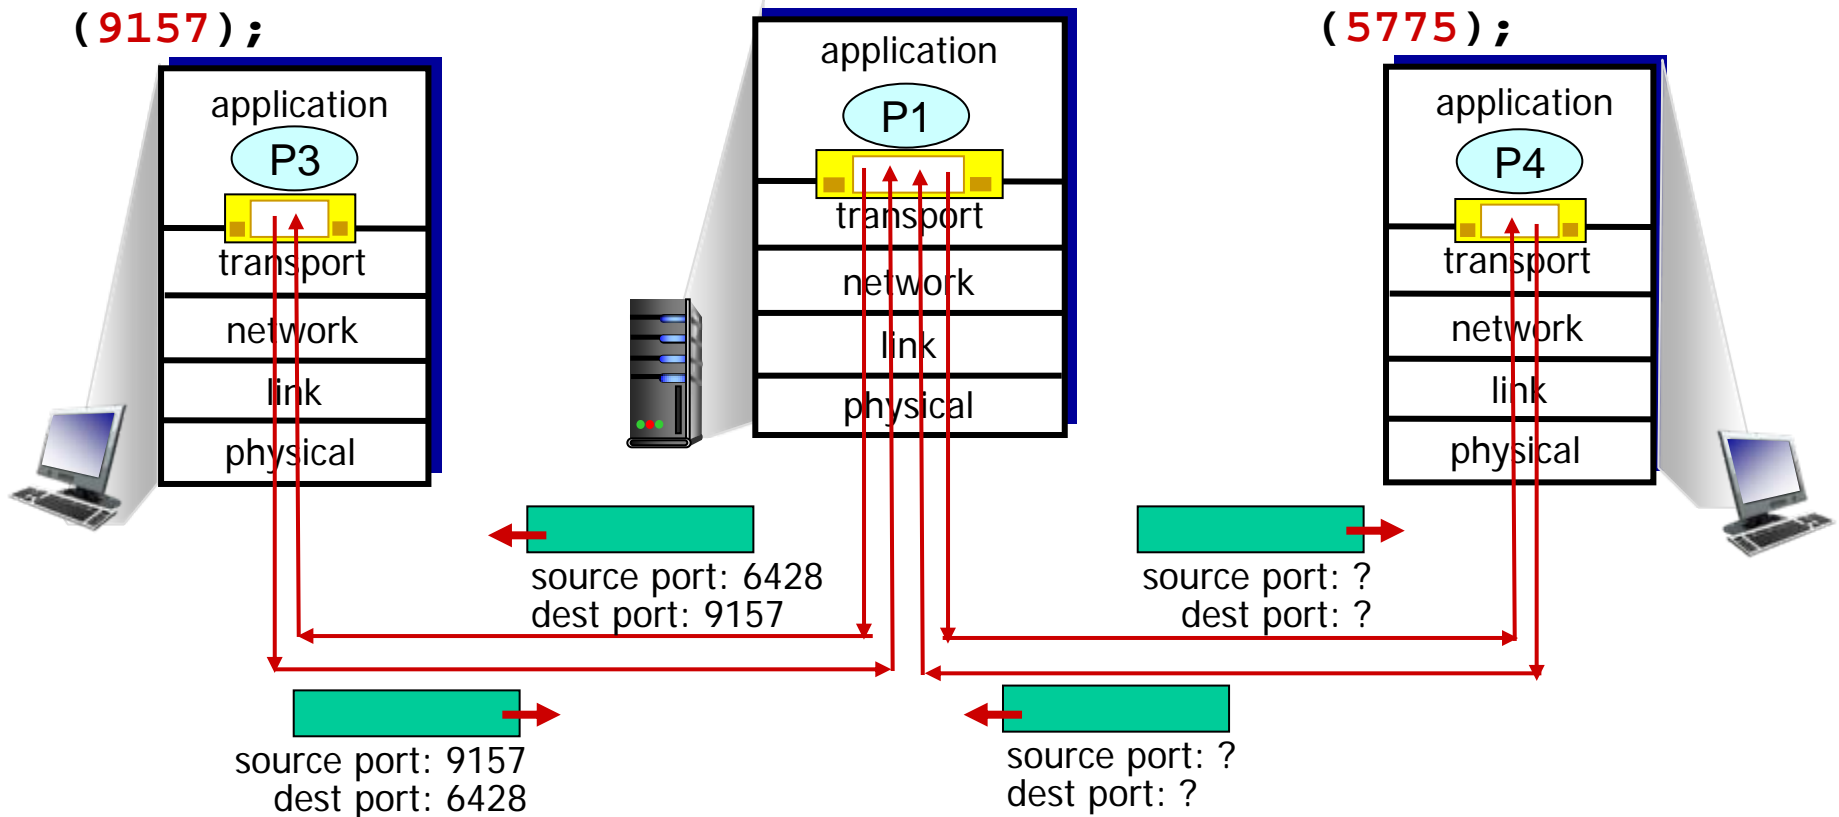 (9157);
(5775);
application
P3
transport
network
link
physical
application
P1
transport
network
link
physical
application
P4
transport
network
link
physical
source port: 6428
dest port: 9157
source port: ?
dest port: ?
source port: 9157
dest port: 6428
source port: ?
dest port: ?